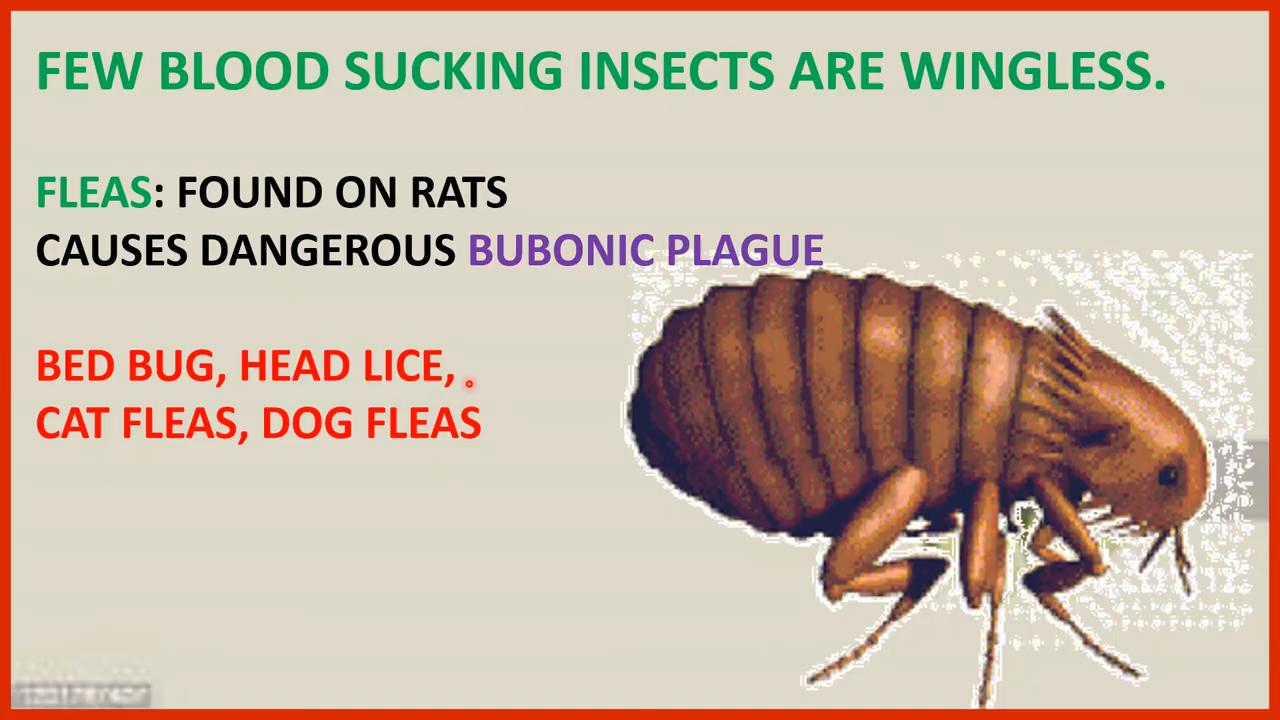 FEW BLOOD SUCKING INSECTS ARE WINGLESS.
FLEAS: FOUND ON RATS
CAUSES DANGEROUS BUBONIC PLAGUE
BED BUG, HEAD LICE,
CAT FLEAS, DOG FLEAS